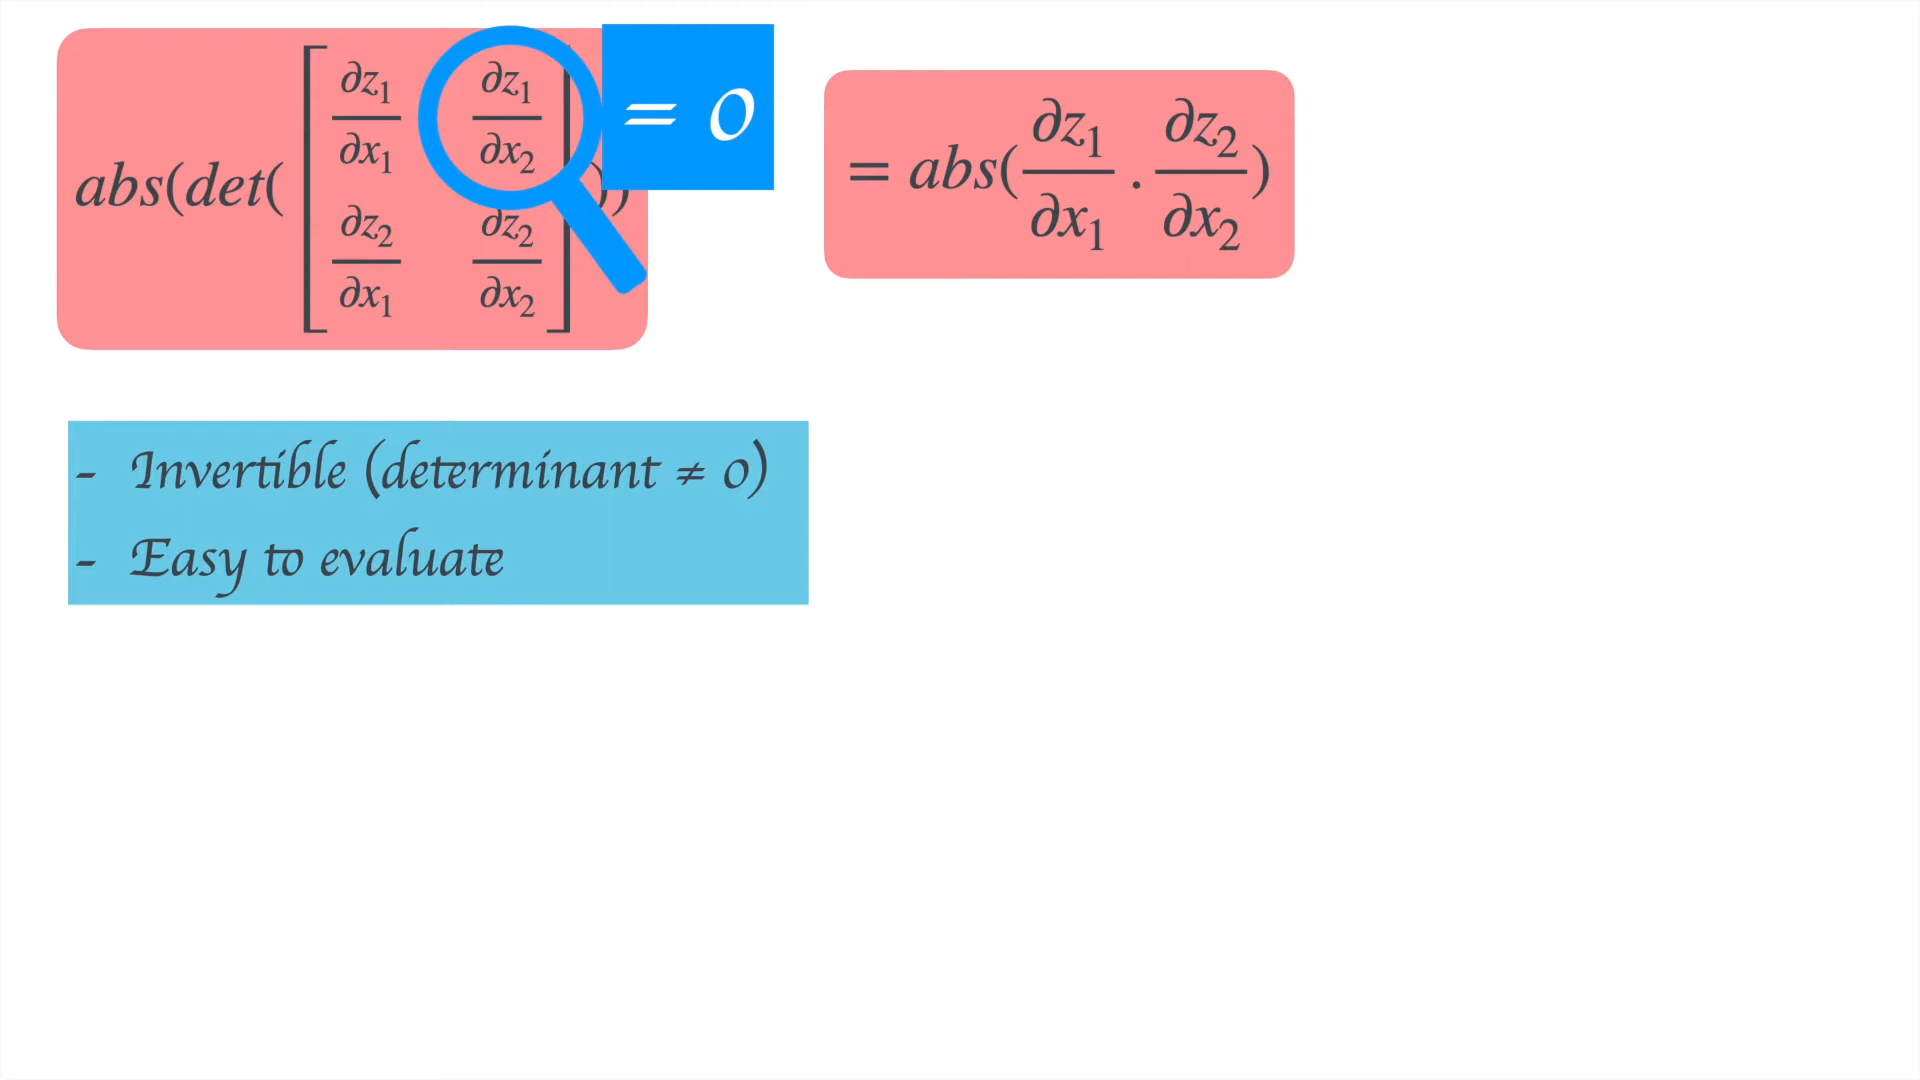 abs(det( [ ∂z₁/∂x₁ ∂z₁/∂x₂
∂z₂/∂x₁ ∂z₂/∂x₂ ] ))
= 0
= abs(∂z₁/∂x₁ . ∂z₂/∂x₂)
- Invertible (determinant ≠ 0)
- Easy to evaluate